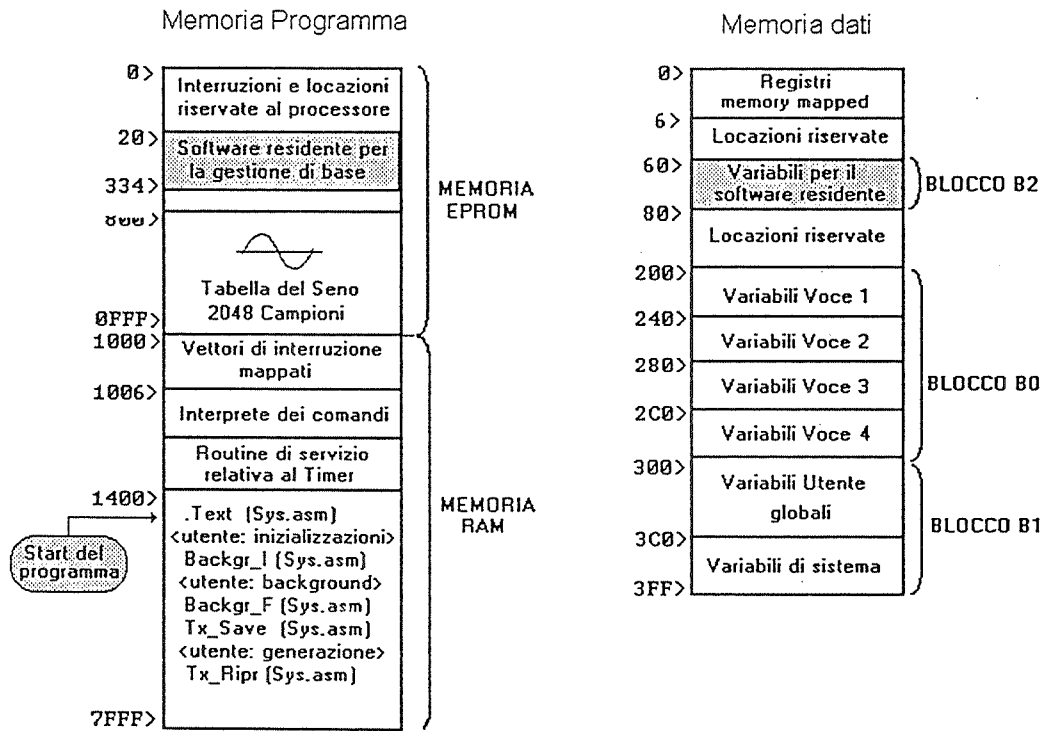 Memoria Programma
0>
Interruzioni e locazioni
riservate al processore
20>
Software residente per
la gestione di base
334>
800>
Tabella del Seno
2048 Campioni
0FFF>
MEMORIA
EPROM
1000>
Vettori di interruzione
mappati
1006>
Interprete dei comandi
Routine di servizio
relativa al Timer
1400>
.Text (Sys.asm)
<utente: inizializzazioni>
Backgr_I (Sys.asm)
<utente: background>
Backgr_F (Sys.asm)
Tx_Save (Sys.asm)
<utente: generazione>
Tx_Ripr (Sys.asm)
7FFF>
Start del
programma
MEMORIA
RAM
Memoria dati
0>
Registri
memory mapped
6>
Locazioni riservate
60>
Variabili per il
software residente
BLOCCO B2
80>
Locazioni riservate
200>
Variabili Voce 1
240>
Variabili Voce 2
280>
Variabili Voce 3
2C0>
Variabili Voce 4
BLOCCO B0
300>
Variabili Utente
globali
3C0>
Variabili di sistema
3FF>
BLOCCO B1